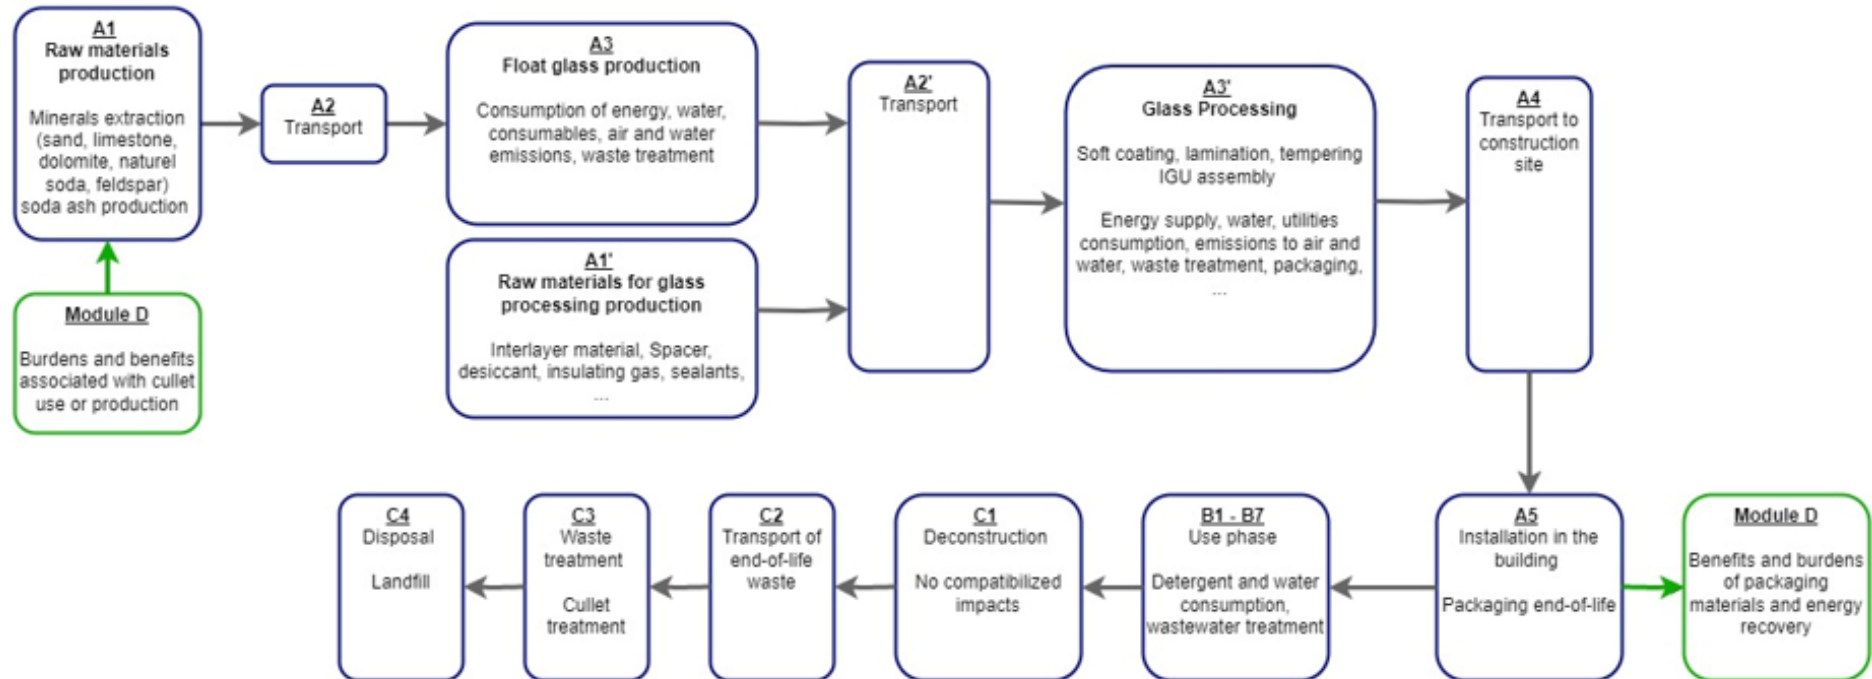 A1
Raw materials
production
Minerals extraction
(sand, limestone,
dolomite, naturel
soda, feldspar)
soda ash production
A2
Transport
A3
Float glass production
Consumption of energy, water,
consumables, air and water
emissions, waste treatment
A1'
Raw materials for glass
processing production
Interlayer material, Spacer,
desiccant, insulating gas, sealants,
...
A2'
Transport
A3'
Glass Processing
Soft coating, lamination, tempering
IGU assembly
Energy supply, water, utilities
consumption, emissions to air and
water, waste treatment, packaging,
...
A4
Transport to
construction
site
Module D
Burdens and benefits
associated with cullet
use or production
C4
Disposal
Landfill
C3
Waste
treatment
Cullet
treatment
C2
Transport of
end-of-life
waste
C1
Deconstruction
No compatibilized
impacts
B1 - B7
Use phase
Detergent and water
consumption,
wastewater treatment
A5
Installation in the
building
Packaging end-of-life
Module D
Benefits and burdens
of packaging
materials and energy
recovery